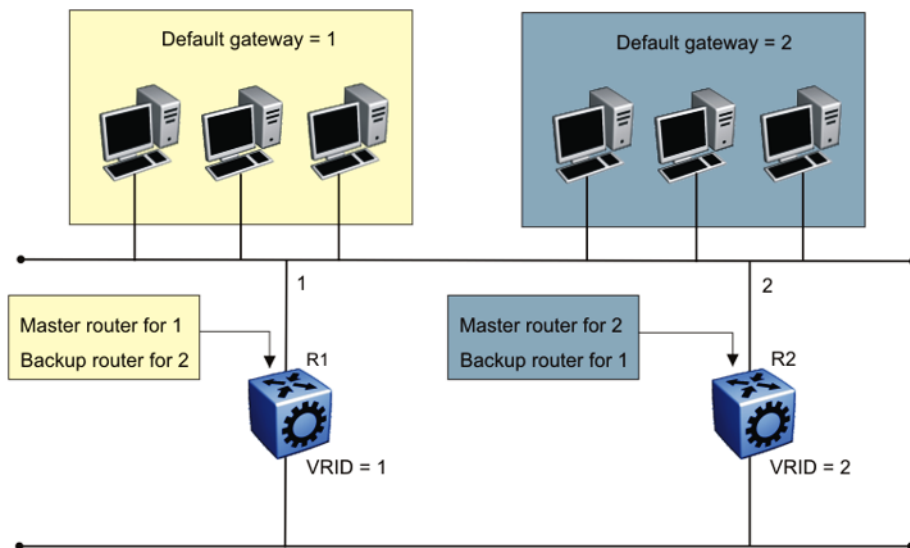 Default gateway = 1
Default gateway = 2
1
2
Master router for 1
Backup router for 2
R1
VRID = 1
Master router for 2
Backup router for 1
R2
VRID = 2